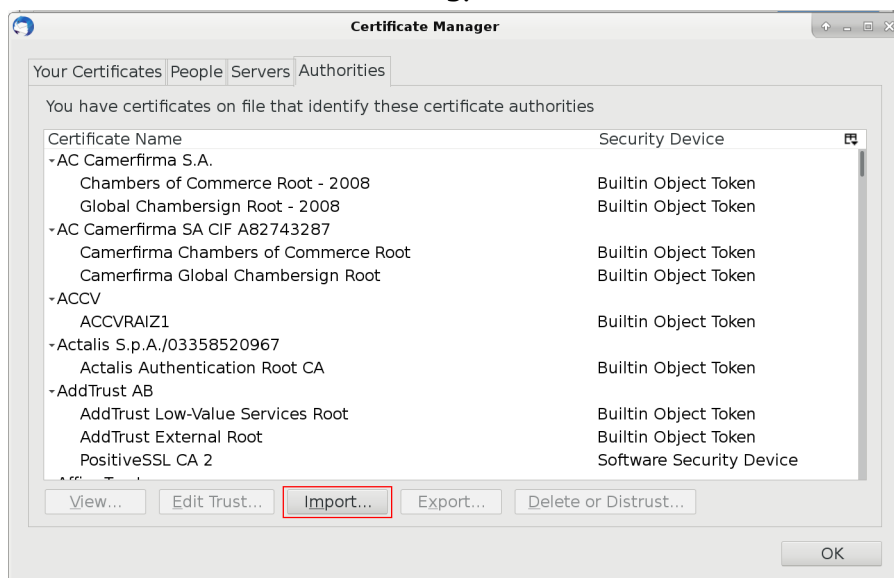 Certificate Manager
Your Certificates People Servers Authorities
You have certificates on file that identify these certificate authorities
Certificate Name Security Device
AC Camerfirma S.A.
Chambers of Commerce Root - 2008 Builtin Object Token
Global Chambersign Root - 2008 Builtin Object Token
AC Camerfirma SA CIF A82743287
Camerfirma Chambers of Commerce Root Builtin Object Token
Camerfirma Global Chambersign Root Builtin Object Token
ACCV
ACCVRAIZ1 Builtin Object Token
Actalis S.p.A./03358520967
Actalis Authentication Root CA Builtin Object Token
AddTrust AB
AddTrust Low-Value Services Root Builtin Object Token
AddTrust External Root Builtin Object Token
PositiveSSL CA 2 Software Security Device
View... Edit Trust... Import... Export... Delete or Distrust...
OK